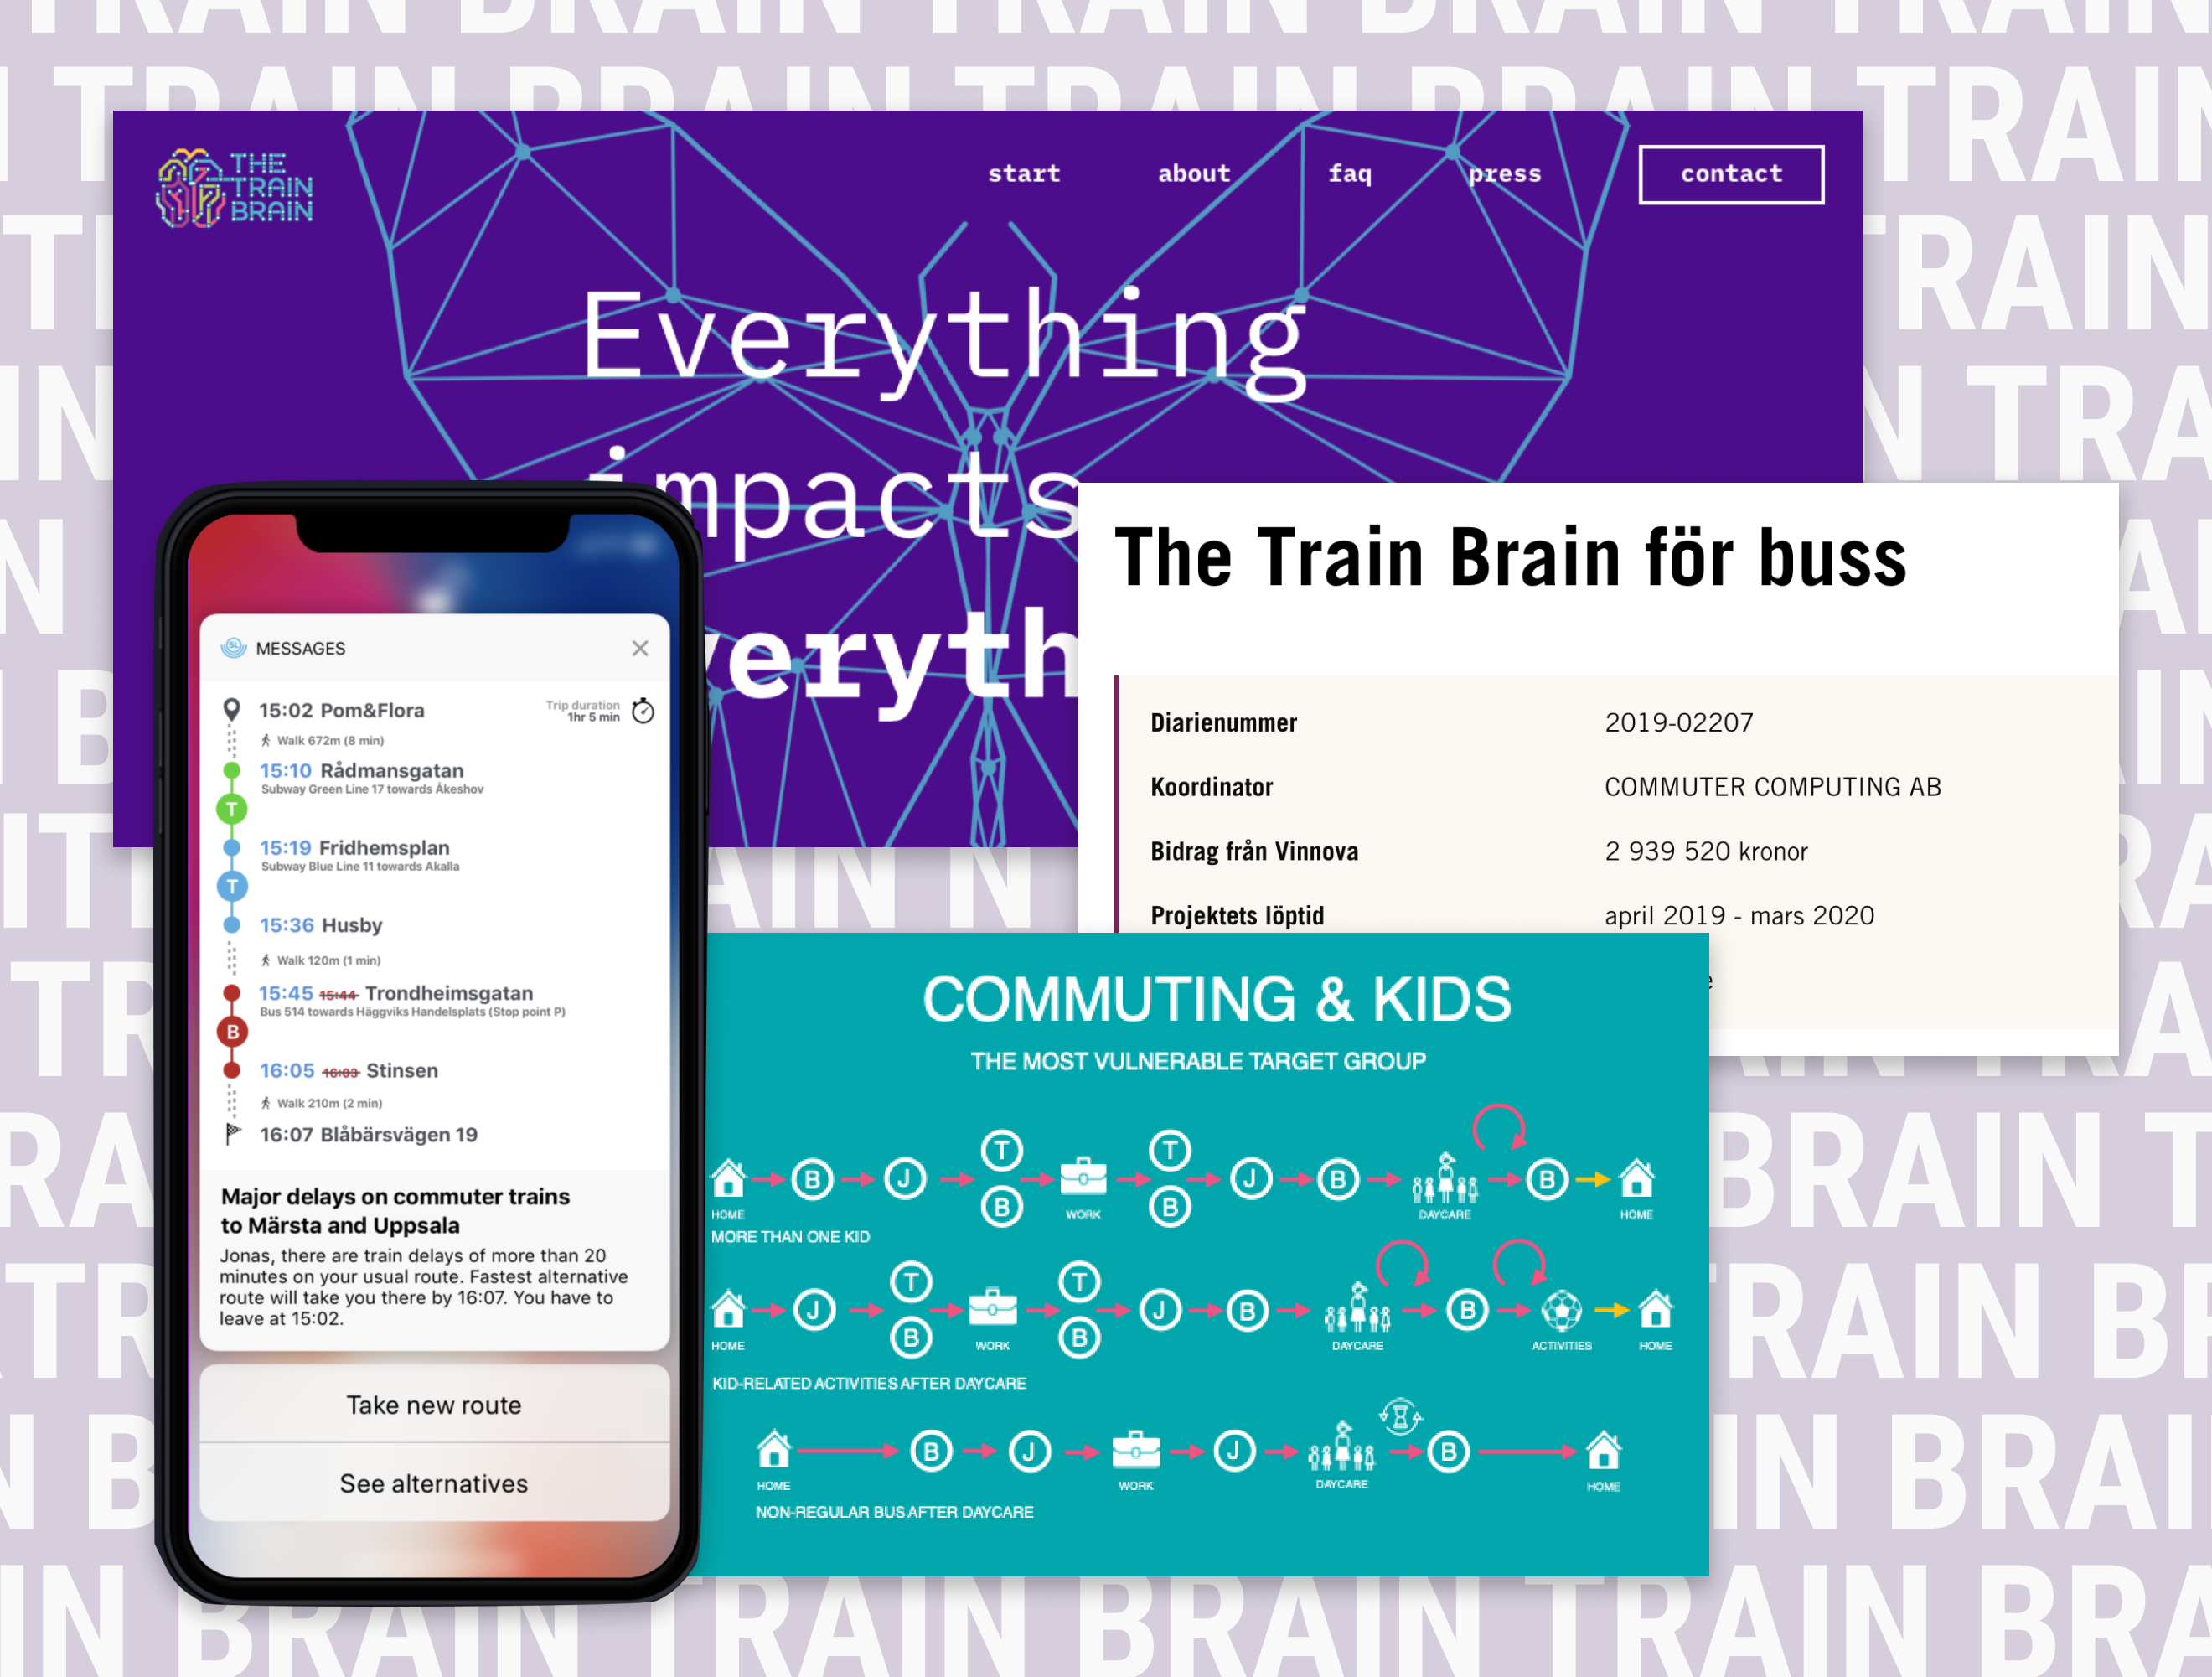 THE
TRAIN
BRAIN
start about faq press contact
Everything
impacts
everyth
The Train Brain för buss
Diarienummer 2019-02207
Koordinator COMMUTER COMPUTING AB
Bidrag från Vinnova 2 939 520 kronor
Projektets löptid april 2019 - mars 2020
SL MESSAGES
15:02 Pom&Flora
Trip duration
1hr 5 min
Walk 672m (8 min)
15:10 Rådmansgatan
Subway Green Line 17 towards Åkeshov
T
15:19 Fridhemsplan
Subway Blue Line 11 towards Akalla
T
15:36 Husby
Walk 120m (1 min)
15:45 15:44 Trondheimsgatan
Bus 514 towards Häggviks Handelsplats (Stop point P)
B
16:05 16:03 Stinsen
Walk 210m (2 min)
16:07 Blåbärsvägen 19
Major delays on commuter trains
to Märsta and Uppsala
Jonas, there are train delays of more than 20
minutes on your usual route. Fastest alternative
route will take you there by 16:07. You have to
leave at 15:02.
Take new route
See alternatives
COMMUTING & KIDS
THE MOST VULNERABLE TARGET GROUP
T T
B J J B B
B B
HOME WORK DAYCARE HOME
MORE THAN ONE KID
T T
J J B B
B B
HOME WORK DAYCARE ACTIVITIES HOME
KID-RELATED ACTIVITIES AFTER DAYCARE
B J J B
HOME WORK DAYCARE HOME
NON-REGULAR BUS AFTER DAYCARE
TRAIN BRAIN TRAIN BRAIN TRAIN